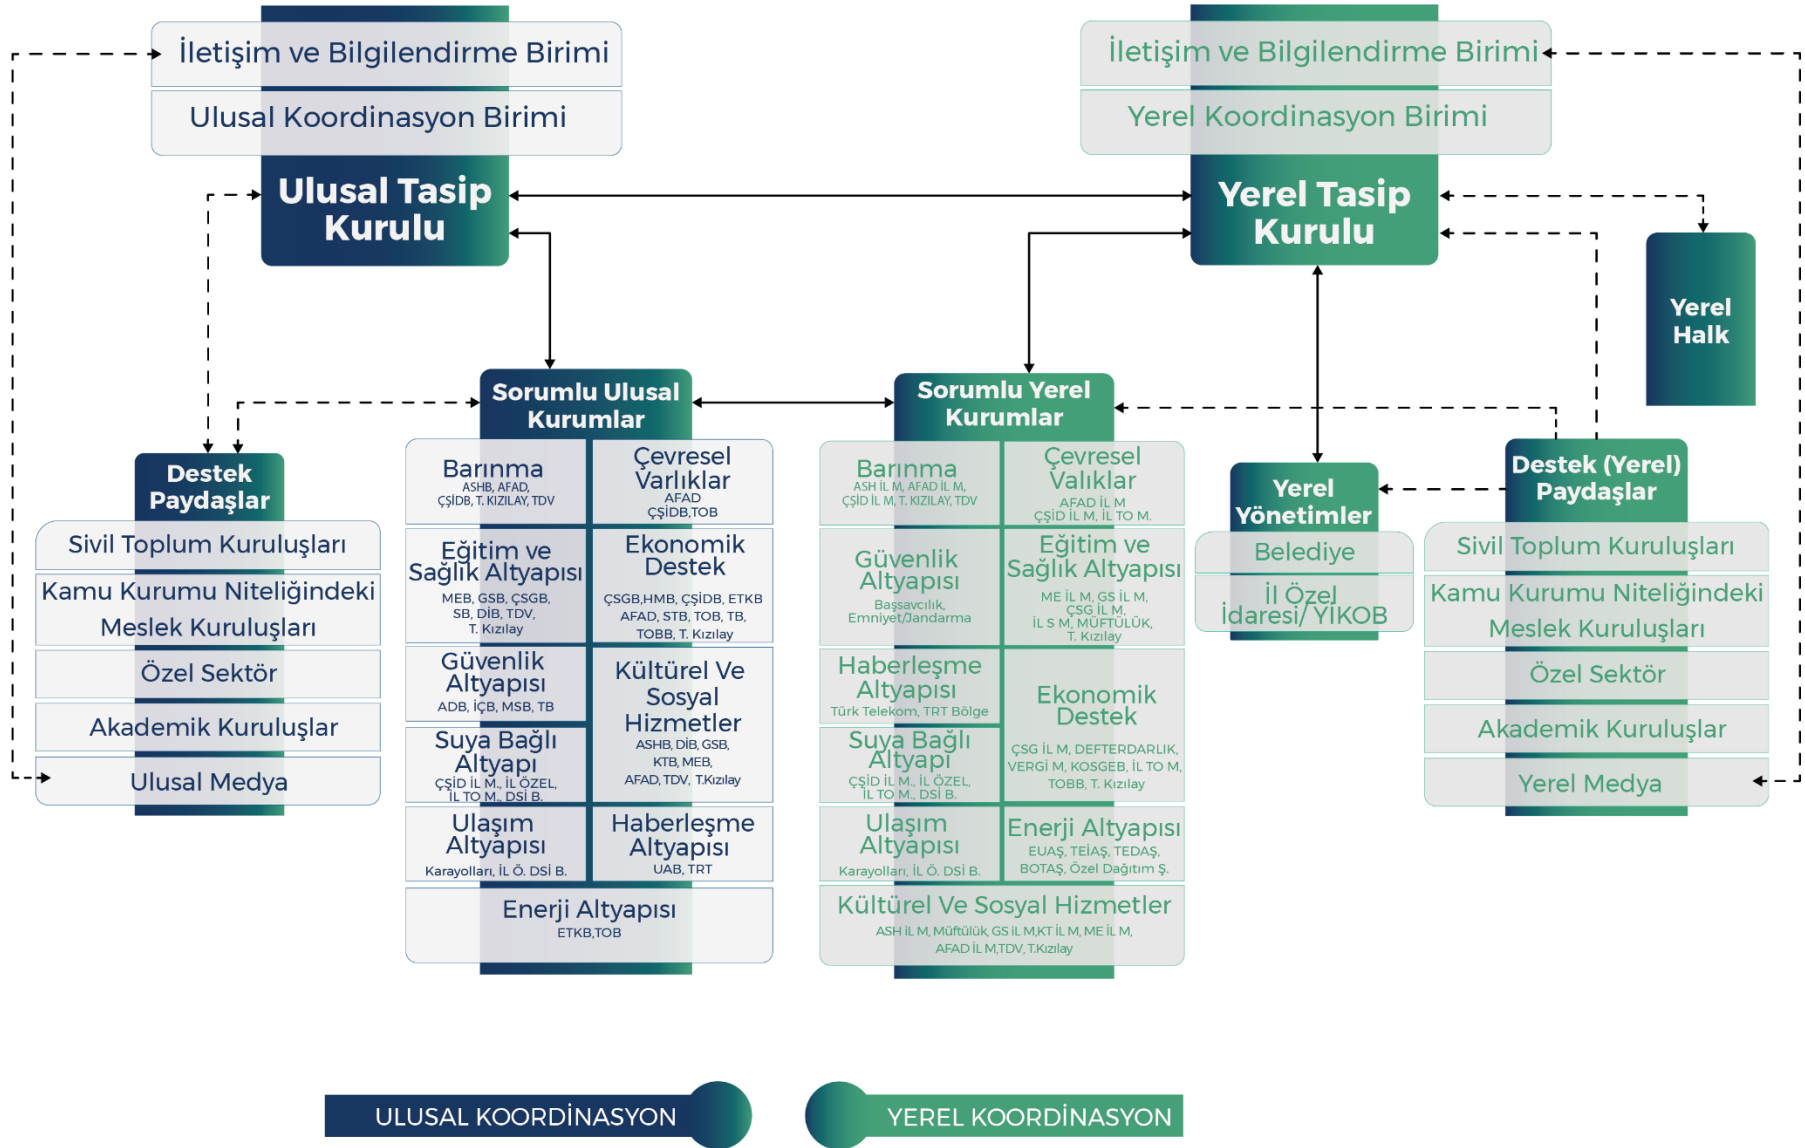 İletişim ve Bilgilendirme Birimi
Ulusal Koordinasyon Birimi
Ulusal Tasip
Kurulu
İletişim ve Bilgilendirme Birimi
Yerel Koordinasyon Birimi
Yerel Tasip
Kurulu
Yerel
Halk
Destek
Paydaşlar
Sivil Toplum Kuruluşları
Kamu Kurumu Niteliğindeki
Meslek Kuruluşları
Özel Sektör
Akademik Kuruluşlar
Ulusal Medya
Sorumlu Ulusal
Kurumlar
Barınma
ASHB, AFAD,
ÇŞİDB, T. KIZILAY, TDV
Çevresel
Varlıklar
AFAD
ÇŞİDB,TOB
Eğitim ve
Sağlık Altyapısı
MEB, GSB, ÇSGB,
SB, DİB, TDV,
T. Kızılay
Ekonomik
Destek
ÇSGB,HMB, ÇŞİDB, ETKB
AFAD, STB, TOB, TB,
TOBB, T. Kızılay
Güvenlik
Altyapısı
ADB, İÇB, MSB, TB
Kültürel Ve
Sosyal
Hizmetler
ASHB, DİB, GSB,
KTB, MEB,
AFAD, TDV, T.Kızılay
Suya Bağlı
Altyapı
ÇŞİD İL M., İL ÖZEL,
İL TO M., DSİ B.
Ulaşım
Altyapısı
Karayolları, İL Ö. DSİ B.
Haberleşme
Altyapısı
UAB, TRT
Enerji Altyapısı
ETKB,TOB
Sorumlu Yerel
Kurumlar
Barınma
ASH İL M, AFAD İL M,
ÇŞİD İL M, T. KIZILAY, TDV
Çevresel
Valıklar
AFAD İL M
ÇŞİD İL M, İL TO M.
Güvenlik
Altyapısı
Başsavcılık,
Emniyet/Jandarma
Eğitim ve
Sağlık Altyapısı
ME İL M, GS İL M,
ÇSG İL M,
İL S M, MÜFTÜLÜK,
T. Kızılay
Haberleşme
Altyapısı
Türk Telekom, TRT Bölge
Ekonomik
Destek
ÇSG İL M, DEFTERDARLIK,
VERGİ M, KOSGEB, İL TO M,
TOBB, T. Kızılay
Suya Bağlı
Altyapı
ÇŞİD İL M., İL ÖZEL,
İL TO M., DSİ B.
Ulaşım
Altyapısı
Karayolları, İL Ö. DSİ B.
Enerji Altyapısı
EUAŞ, TEİAŞ, TEDAŞ,
BOTAŞ, Özel Dağıtım Ş.
Kültürel Ve Sosyal Hizmetler
ASH İL M, Müftülük, GS İL M,KT İL M, ME İL M,
AFAD İL M,TDV, T.Kızılay
Yerel
Yönetimler
Belediye
İl Özel
İdaresi/ YİKOB
Destek (Yerel)
Paydaşlar
Sivil Toplum Kuruluşları
Kamu Kurumu Niteliğindeki
Meslek Kuruluşları
Özel Sektör
Akademik Kuruluşlar
Yerel Medya
ULUSAL KOORDİNASYON
YEREL KOORDİNASYON